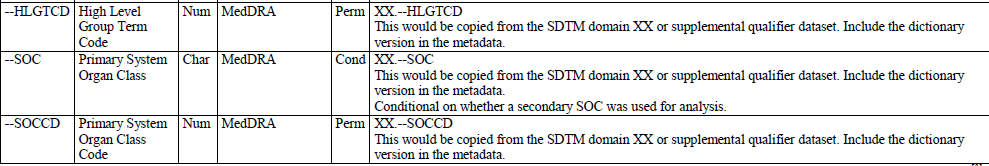 --HLGTCD High Level Num MedDRA Perm XX.--HLGTCD
Group Term This would be copied from the SDTM domain XX or supplemental qualifier dataset. Include the dictionary
Code version in the metadata.
--SOC Primary System Char MedDRA Cond XX.--SOC
Organ Class This would be copied from the SDTM domain XX or supplemental qualifier dataset. Include the dictionary
version in the metadata.
Conditional on whether a secondary SOC was used for analysis.
--SOCCD Primary System Num MedDRA Perm XX.--SOCCD
Organ Class This would be copied from the SDTM domain XX or supplemental qualifier dataset. Include the dictionary
Code version in the metadata.